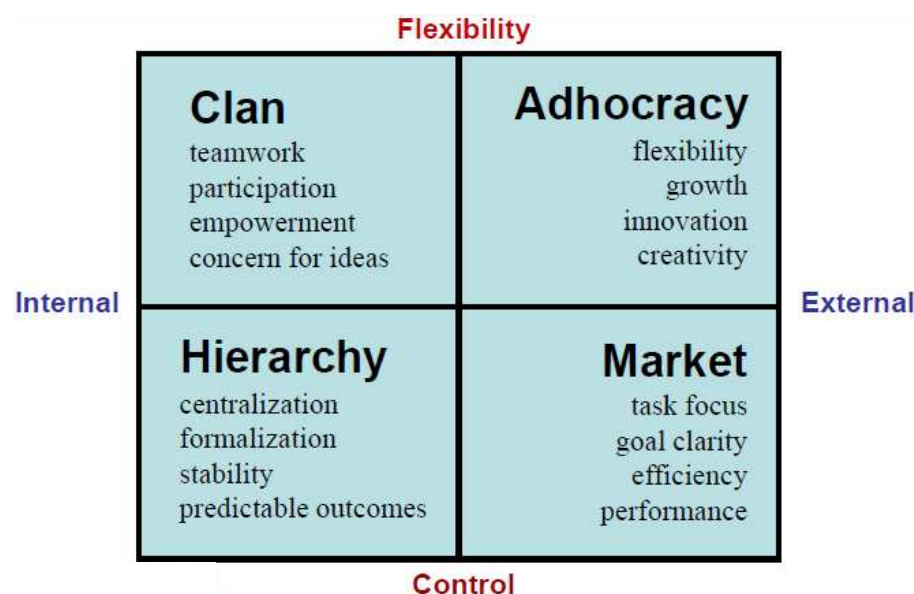 Flexibility
Clan
teamwork
participation
empowerment
concern for ideas
Adhocracy
flexibility
growth
innovation
creativity
Internal
External
Hierarchy
centralization
formalization
stability
predictable outcomes
Market
task focus
goal clarity
efficiency
performance
Control